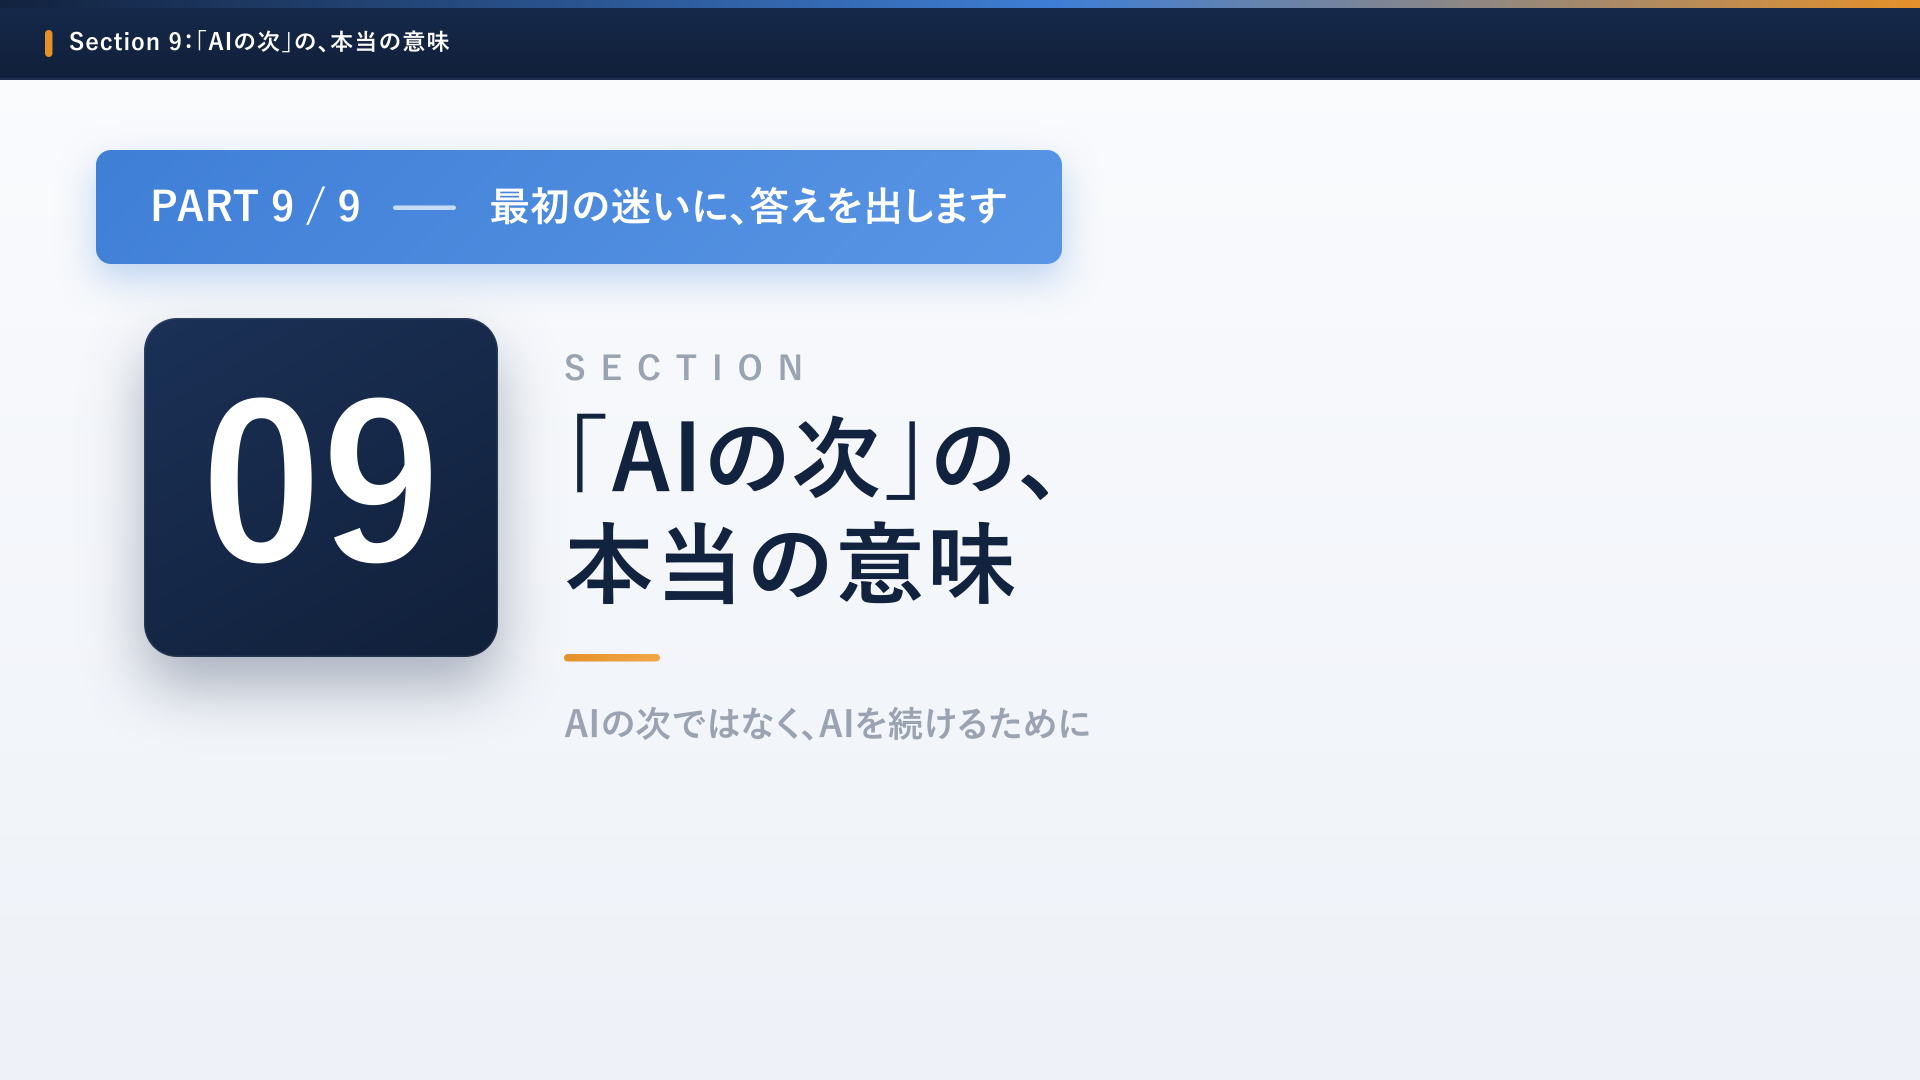 Section 9：「AIの次」の、本当の意味
PART 9 / 9 — 最初の迷いに、答えを出します
09
SECTION
「AIの次」の、
本当の意味
AIの次ではなく、AIを続けるために